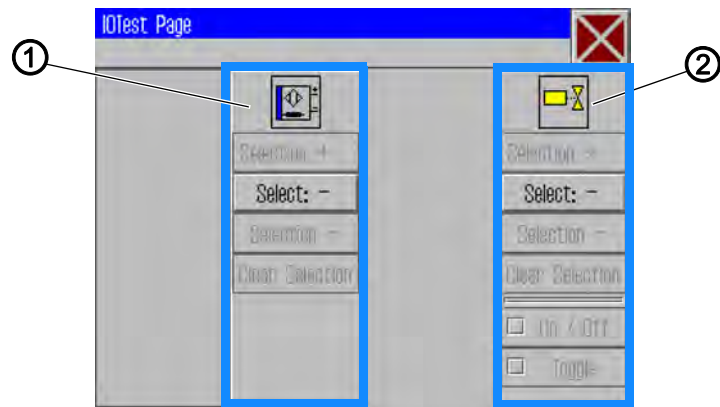 IOTest Page
1
2
Selection +
Select: -
Selection -
Clear Selection
Selection +
Select: -
Selection -
Clear Selection
On / Off
Toggle